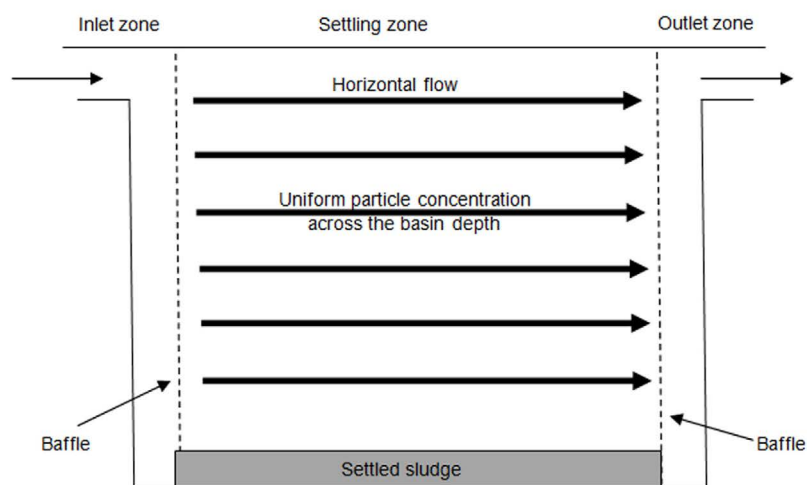 Inlet zone
Settling zone
Outlet zone
Horizontal flow
Uniform particle concentration
across the basin depth
Baffle
Baffle
Settled sludge